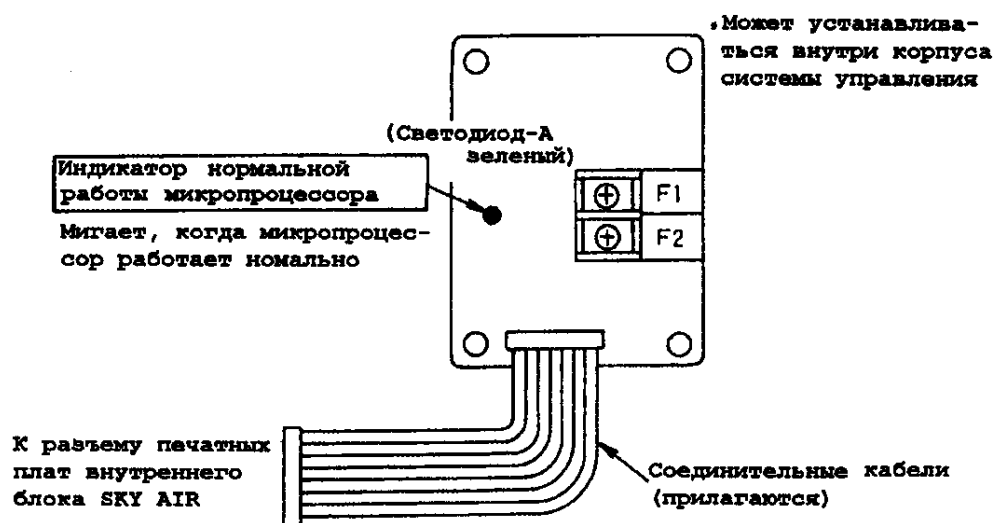 Может устанавлива-
ться внутри корпуса
системы управления
(Светодиод-А
зеленый)
Индикатор нормальной
работы микропроцессора
Мигает, когда микропроцес-
сор работает номально
F1
F2
К разъему печатных
плат внутреннего
блока SKY AIR
Соединительные кабели
(прилагаются)